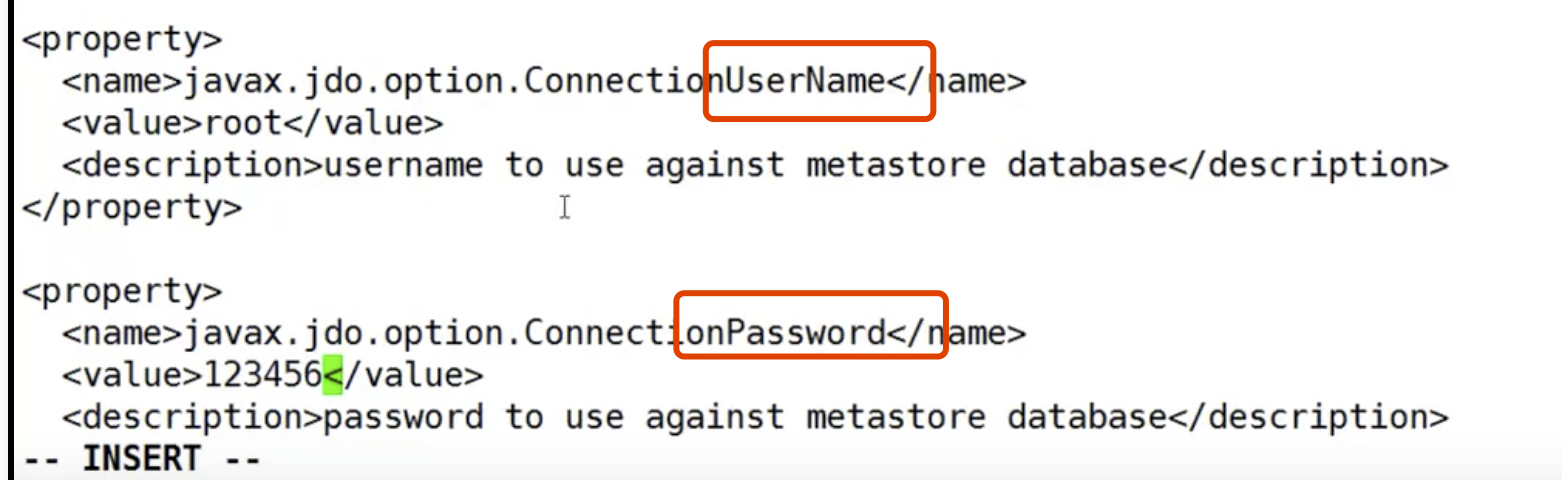 <property>
  <name>javax.jdo.option.ConnectionUserName</name>
  <value>root</value>
  <description>username to use against metastore database</description>
</property>
<property>
  <name>javax.jdo.option.ConnectionPassword</name>
  <value>123456</value>
  <description>password to use against metastore database</description>
-- INSERT --